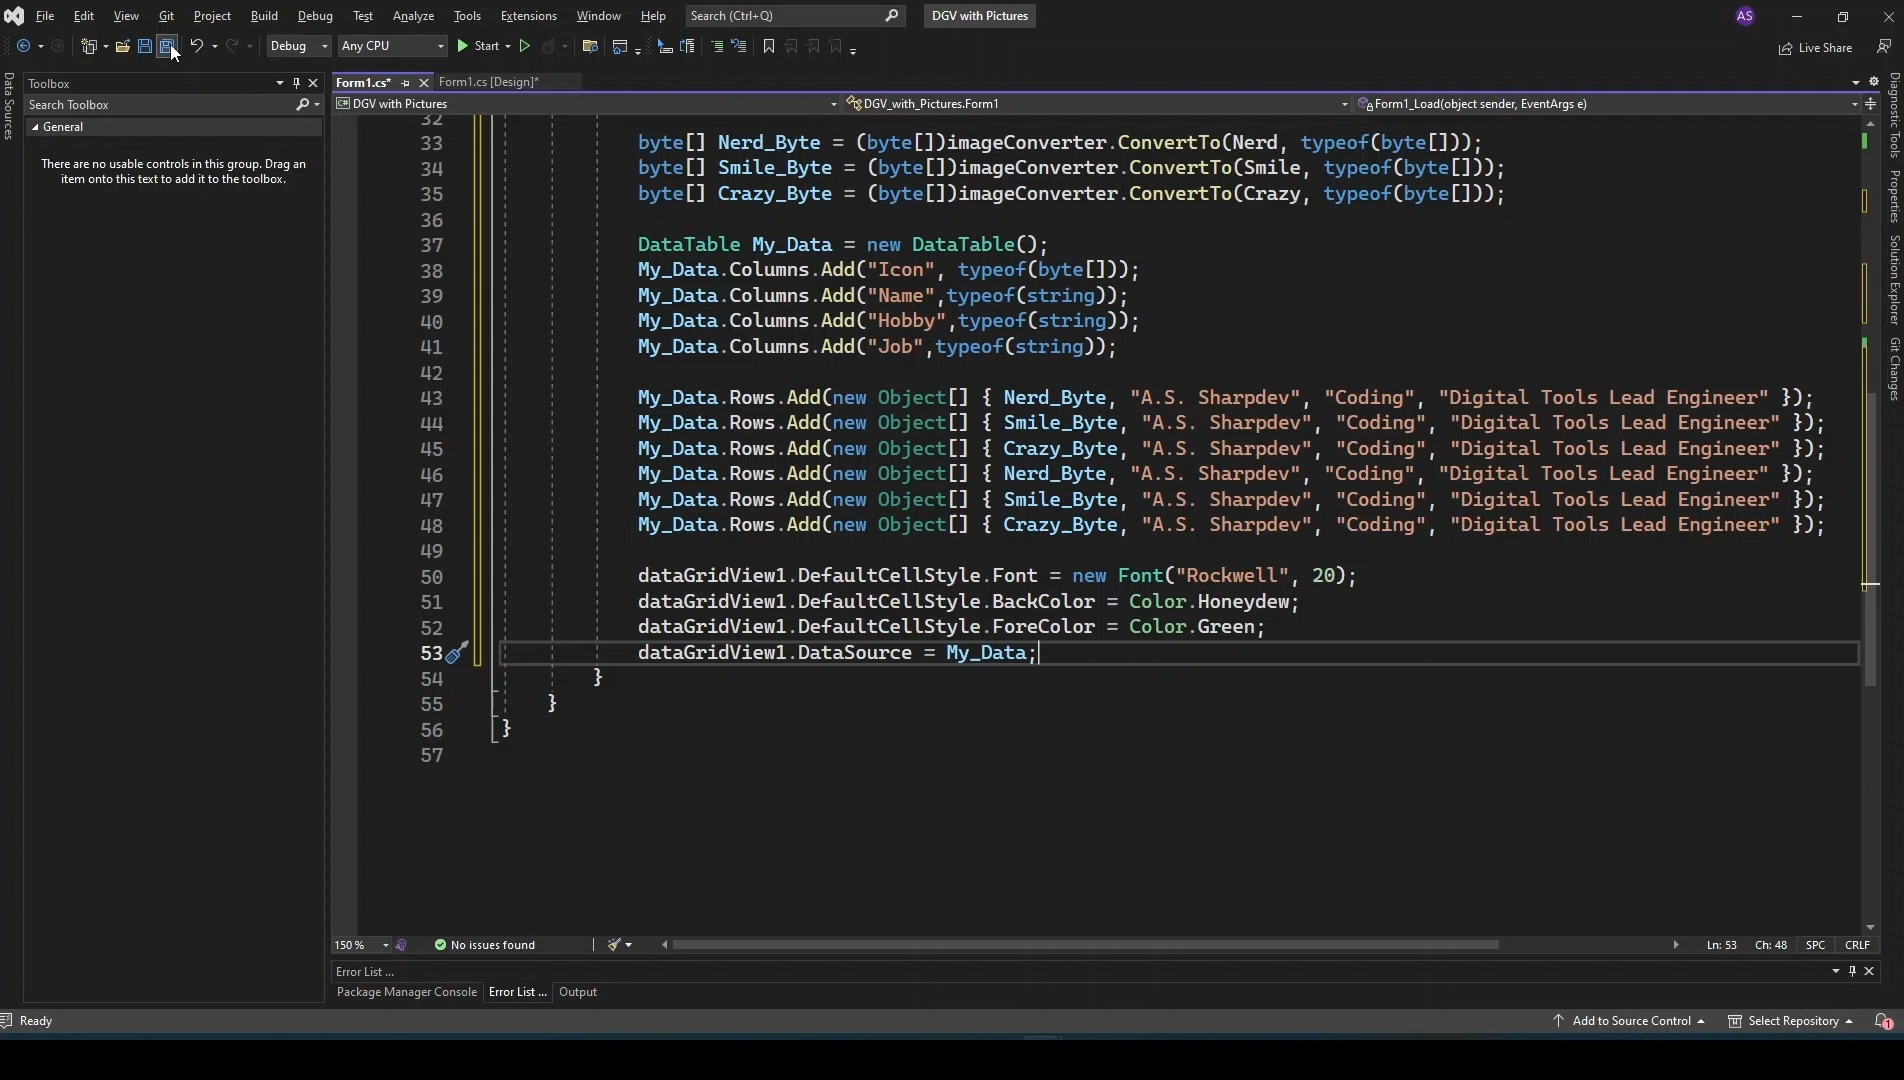 File Edit View Git Project Build Debug Test Analyze Tools Extensions Window Help Search (Ctrl+Q) DGV with Pictures AS
Debug Any CPU Start Live Share
Data Sources
Toolbox
Search Toolbox
General
There are no usable controls in this group. Drag an
item onto this text to add it to the toolbox.
Form1.cs* Form1.cs [Design]*
DGV with Pictures DGV_with_Pictures.Form1 Form1_Load(object sender, EventArgs e)
32
33 byte[] Nerd_Byte = (byte[])imageConverter.ConvertTo(Nerd, typeof(byte[]));
34 byte[] Smile_Byte = (byte[])imageConverter.ConvertTo(Smile, typeof(byte[]));
35 byte[] Crazy_Byte = (byte[])imageConverter.ConvertTo(Crazy, typeof(byte[]));
36
37 DataTable My_Data = new DataTable();
38 My_Data.Columns.Add("Icon", typeof(byte[]));
39 My_Data.Columns.Add("Name",typeof(string));
40 My_Data.Columns.Add("Hobby",typeof(string));
41 My_Data.Columns.Add("Job",typeof(string));
42
43 My_Data.Rows.Add(new Object[] { Nerd_Byte, "A.S. Sharpdev", "Coding", "Digital Tools Lead Engineer" });
44 My_Data.Rows.Add(new Object[] { Smile_Byte, "A.S. Sharpdev", "Coding", "Digital Tools Lead Engineer" });
45 My_Data.Rows.Add(new Object[] { Crazy_Byte, "A.S. Sharpdev", "Coding", "Digital Tools Lead Engineer" });
46 My_Data.Rows.Add(new Object[] { Nerd_Byte, "A.S. Sharpdev", "Coding", "Digital Tools Lead Engineer" });
47 My_Data.Rows.Add(new Object[] { Smile_Byte, "A.S. Sharpdev", "Coding", "Digital Tools Lead Engineer" });
48 My_Data.Rows.Add(new Object[] { Crazy_Byte, "A.S. Sharpdev", "Coding", "Digital Tools Lead Engineer" });
49
50 dataGridView1.DefaultCellStyle.Font = new Font("Rockwell", 20);
51 dataGridView1.DefaultCellStyle.BackColor = Color.Honeydew;
52 dataGridView1.DefaultCellStyle.ForeColor = Color.Green;
53 dataGridView1.DataSource = My_Data;
54 }
55 }
56 }
57
Diagnostic Tools
Properties
Solution Explorer
Git Changes
150 % No issues found Ln: 53 Ch: 48 SPC CRLF
Error List ...
Package Manager Console Error List ... Output
Ready Add to Source Control Select Repository 1